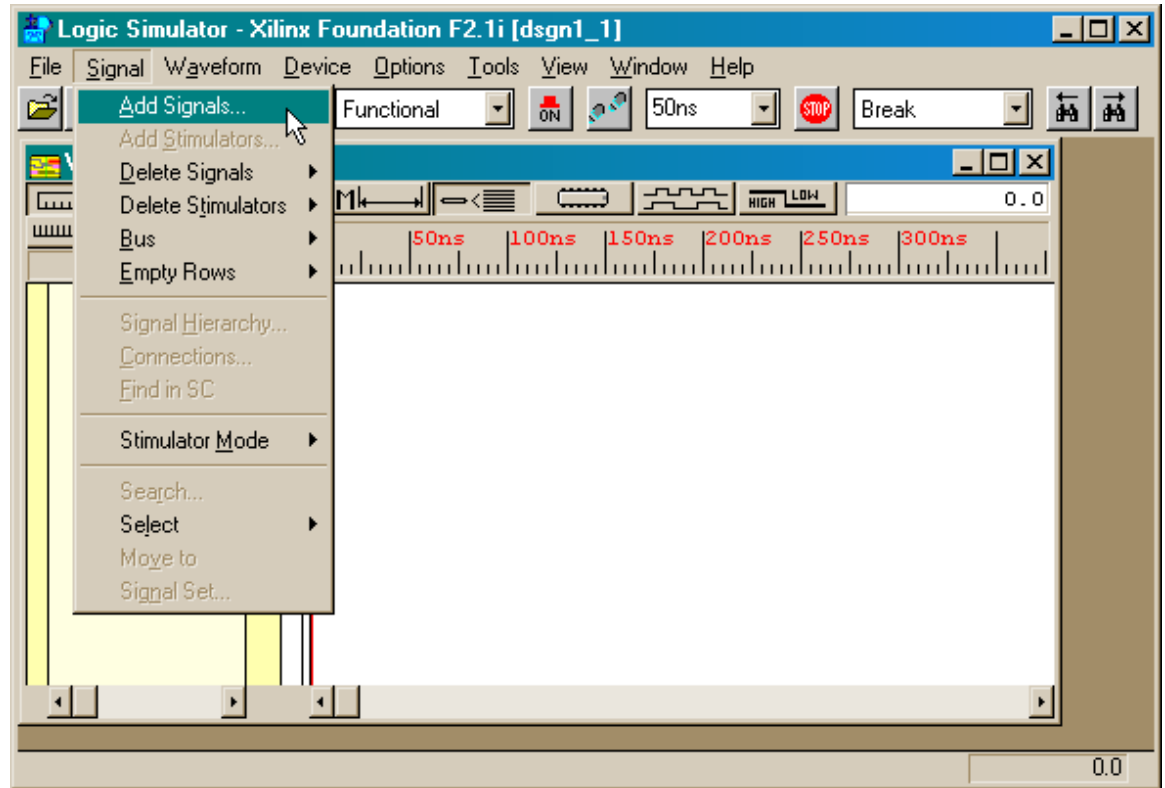 Logic Simulator - Xilinx Foundation F2.1i [dsgn1_1]
File Signal Waveform Device Options Tools View Window Help
Functional ON 50ns STOP Break
Add Signals...
Add Stimulators...
Delete Signals
Delete Stimulators
Bus
Empty Rows
Signal Hierarchy...
Connections...
Find in SC
Stimulator Mode
Search...
Select
Move to
Signal Set...
M HIGH LOW 0.0
50ns 100ns 150ns 200ns 250ns 300ns
0.0